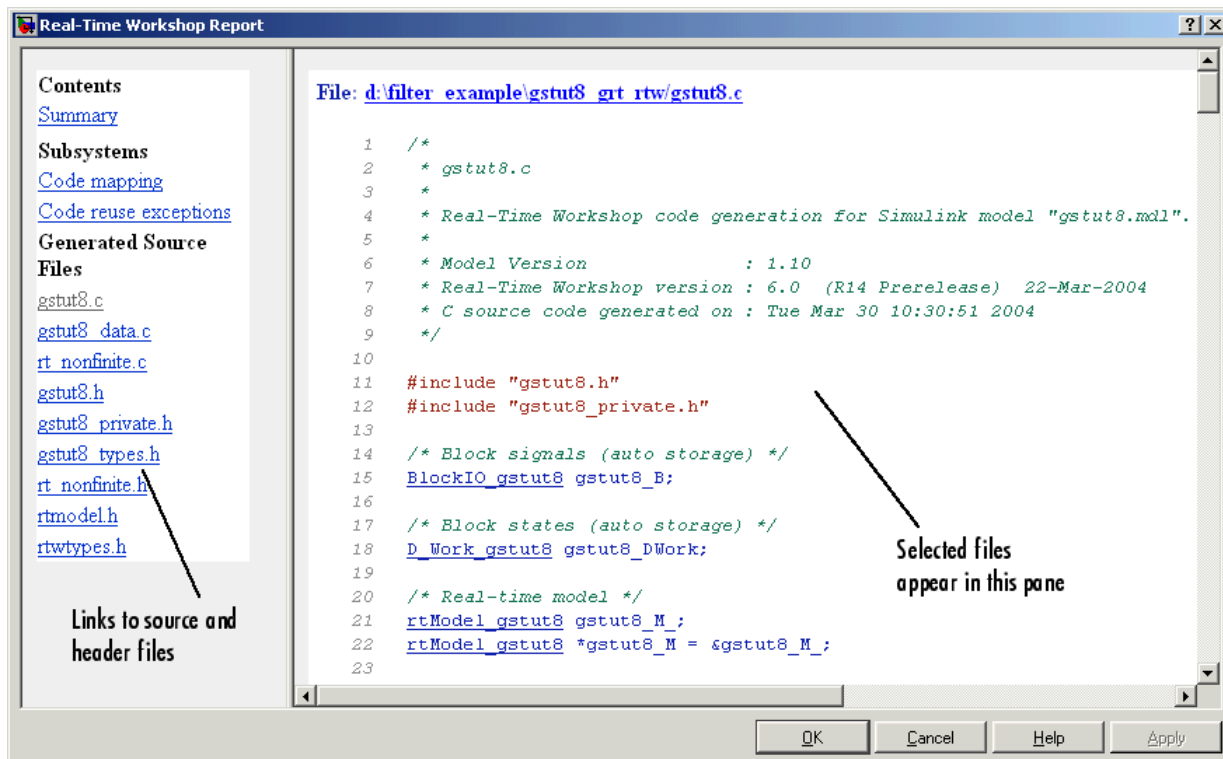 Real-Time Workshop Report
Contents
Summary
Subsystems
Code mapping
Code reuse exceptions
Generated Source
Files
gstut8.c
gstut8_data.c
rt_nonfinite.c
gstut8.h
gstut8_private.h
gstut8_types.h
rt_nonfinite.h
rtmodel.h
rtwtypes.h
Links to source and
header files
File: d:\filter_example\gstut8_grt_rtw/gstut8.c
1 /*
2 * gstut8.c
3 *
4 * Real-Time Workshop code generation for Simulink model "gstut8.mdl".
5 *
6 * Model Version : 1.10
7 * Real-Time Workshop version : 6.0 (R14 Prerelease) 22-Mar-2004
8 * C source code generated on : Tue Mar 30 10:30:51 2004
9 */
10
11 #include "gstut8.h"
12 #include "gstut8_private.h"
13
14 /* Block signals (auto storage) */
15 BlockIO_gstut8 gstut8_B;
16
17 /* Block states (auto storage) */
18 D_Work_gstut8 gstut8_DWork;
19
20 /* Real-time model */
21 rtModel_gstut8 gstut8_M_;
22 rtModel_gstut8 *gstut8_M = &gstut8_M_;
23
Selected files
appear in this pane
OK Cancel Help Apply